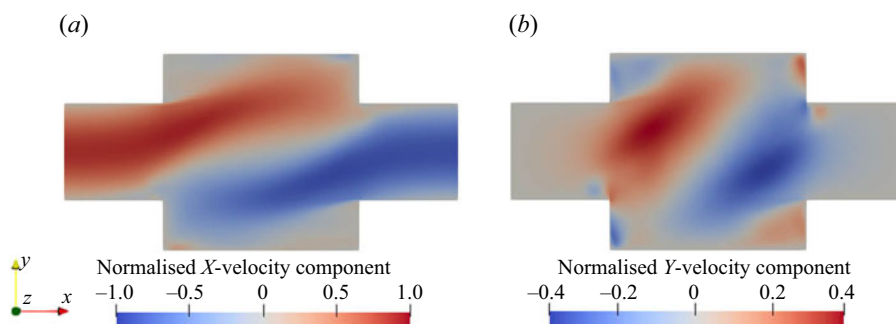 (a)
(b)
y
z x
Normalised X-velocity component
–1.0 –0.5 0 0.5 1.0
Normalised Y-velocity component
–0.4 –0.2 0 0.2 0.4